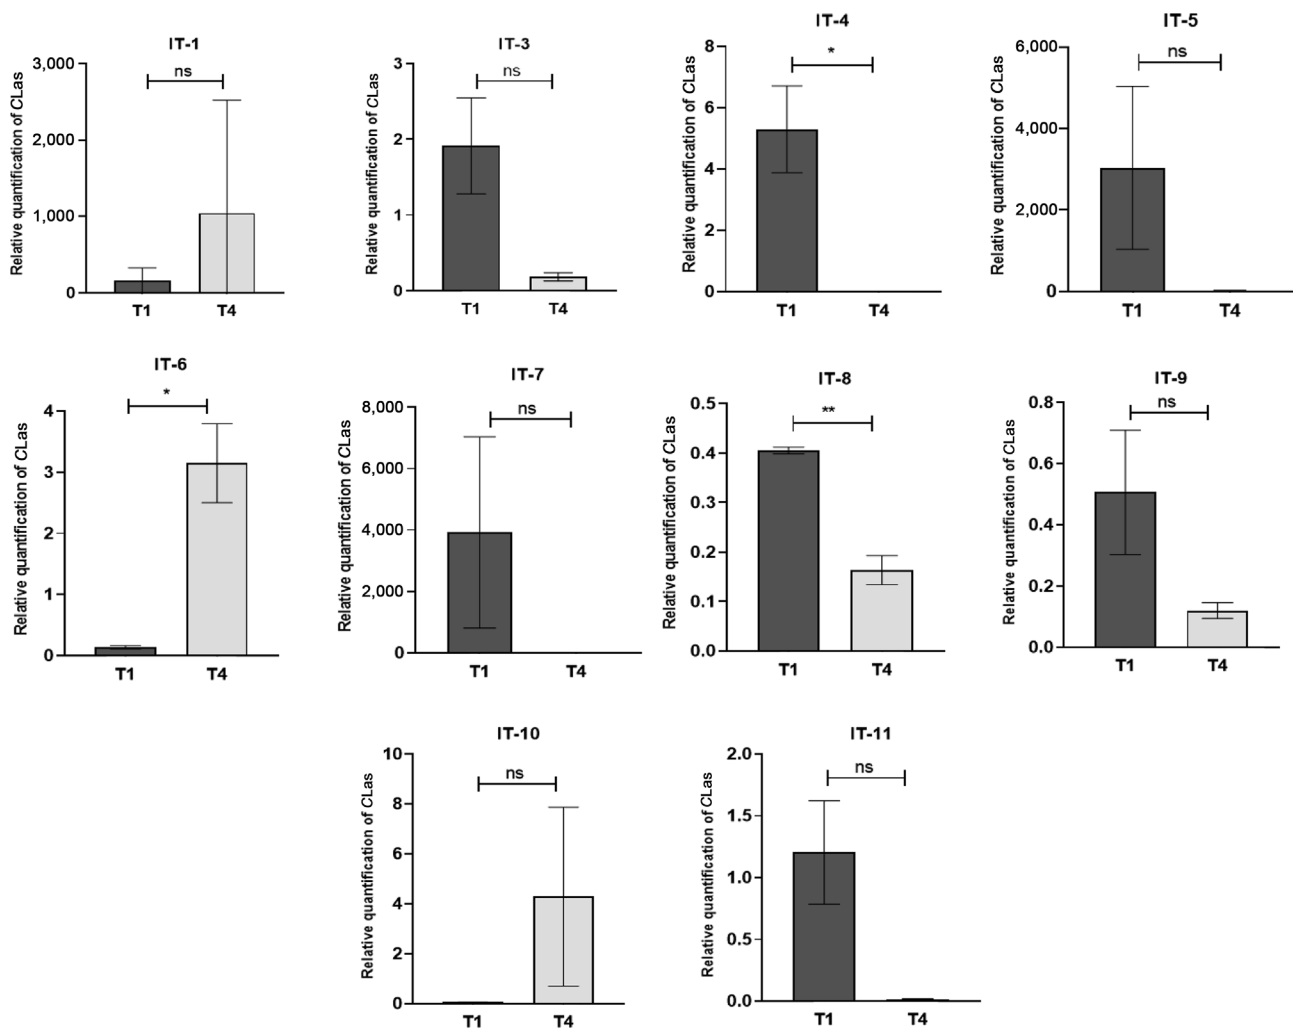 IT-1
Relative quantification of CLas
3,000
2,000
1,000
0
ns
T1 T4
IT-3
Relative quantification of CLas
3
2
1
0
ns
T1 T4
IT-4
Relative quantification of CLas
8
6
4
2
0
*
T1 T4
IT-5
Relative quantification of CLas
6,000
4,000
2,000
0
ns
T1 T4
IT-6
Relative quantification of CLas
4
3
2
1
0
*
T1 T4
IT-7
Relative quantification of CLas
8,000
6,000
4,000
2,000
0
ns
T1 T4
IT-8
Relative quantification of CLas
0.5
0.4
0.3
0.2
0.1
0.0
**
T1 T4
IT-9
Relative quantification of CLas
0.8
0.6
0.4
0.2
0.0
ns
T1 T4
IT-10
Relative quantification of CLas
10
8
6
4
2
0
ns
T1 T4
IT-11
Relative quantification of CLas
2.0
1.5
1.0
0.5
0.0
ns
T1 T4